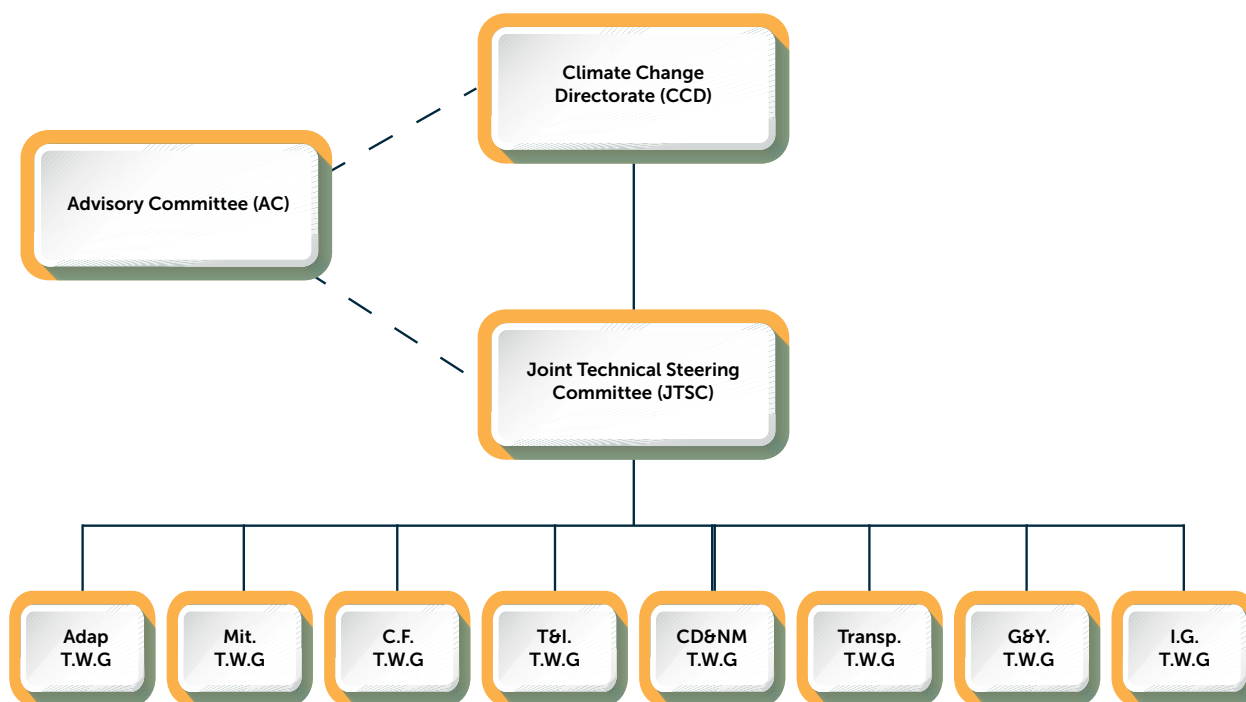 Climate Change
Directorate (CCD)
Advisory Committee (AC)
Joint Technical Steering
Committee (JTSC)
Adap
T.W.G
Mit.
T.W.G
C.F.
T.W.G
T&I.
T.W.G
CD&NM
T.W.G
Transp.
T.W.G
G&Y.
T.W.G
I.G.
T.W.G